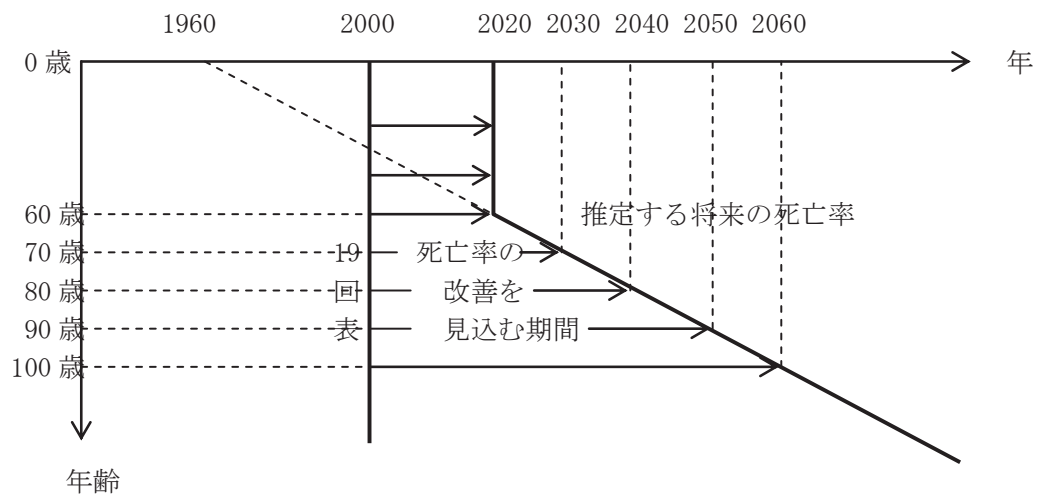 1960 2000 2020 2030 2040 2050 2060
0 歳
年
60 歳
推定する将来の死亡率
70 歳
19 死亡率の
80 歳
回 改善を
90 歳
表 見込む期間
100 歳
年齢